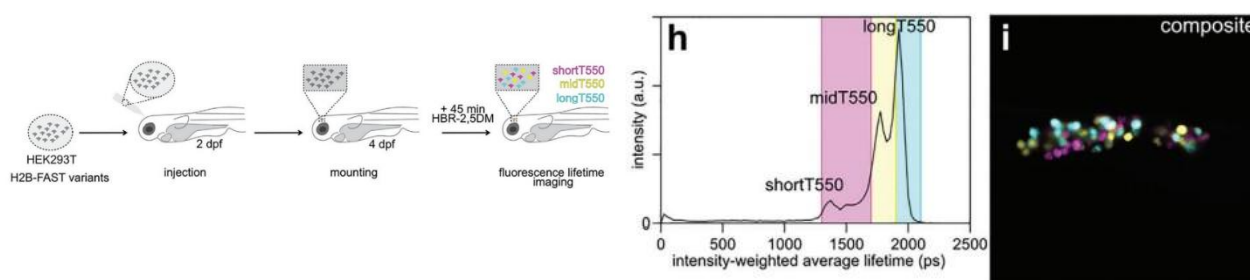 HEK293T
H2B-FAST variants
2 dpf
injection
4 dpf
mounting
+ 45 min
HBR-2,5DM
shortT550
midT550
longT550
fluorescence lifetime
imaging
h
longT550
midT550
shortT550
intensity (a.u.)
0
0
500
1000
1500
2000
2500
intensity-weighted average lifetime (ps)
i
composite